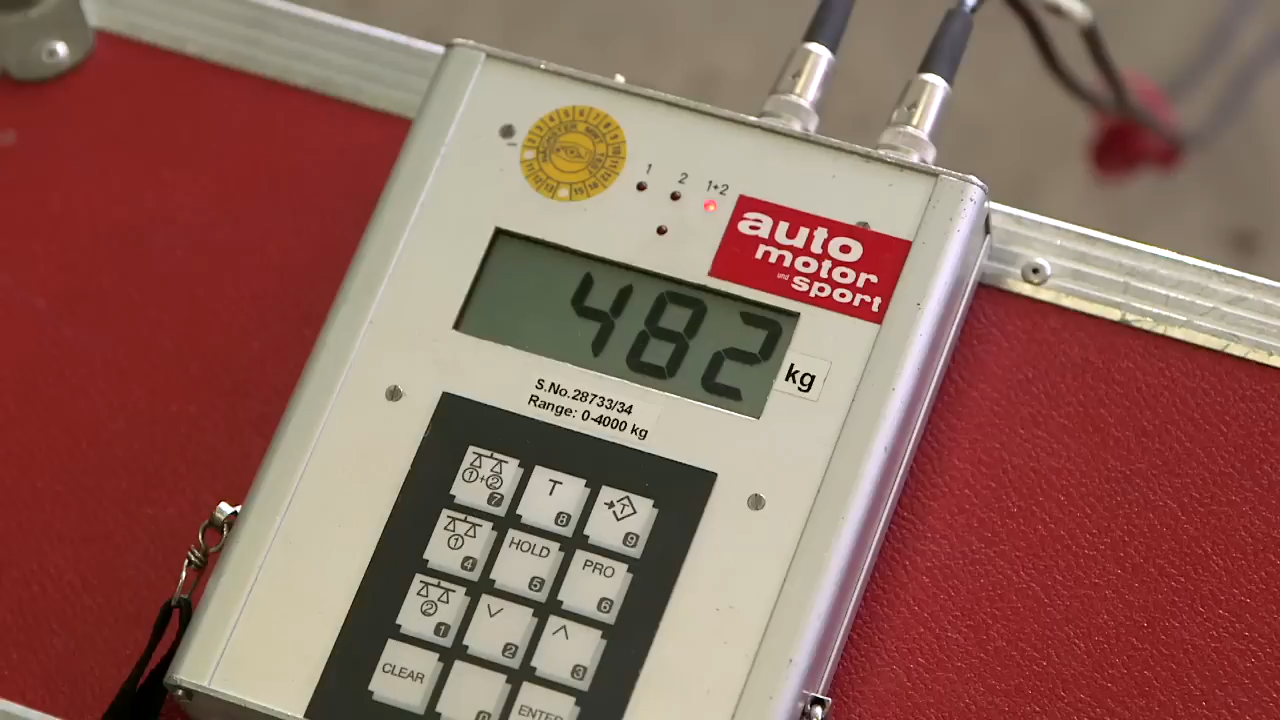 1
2
1+2
auto
motor
und sport
482
kg
S.No.28733/34
Range: 0-4000 kg
1+2 7
T 8
T 9
1 4
HOLD 5
PRO 6
2 1
2
3
CLEAR
0
ENTER